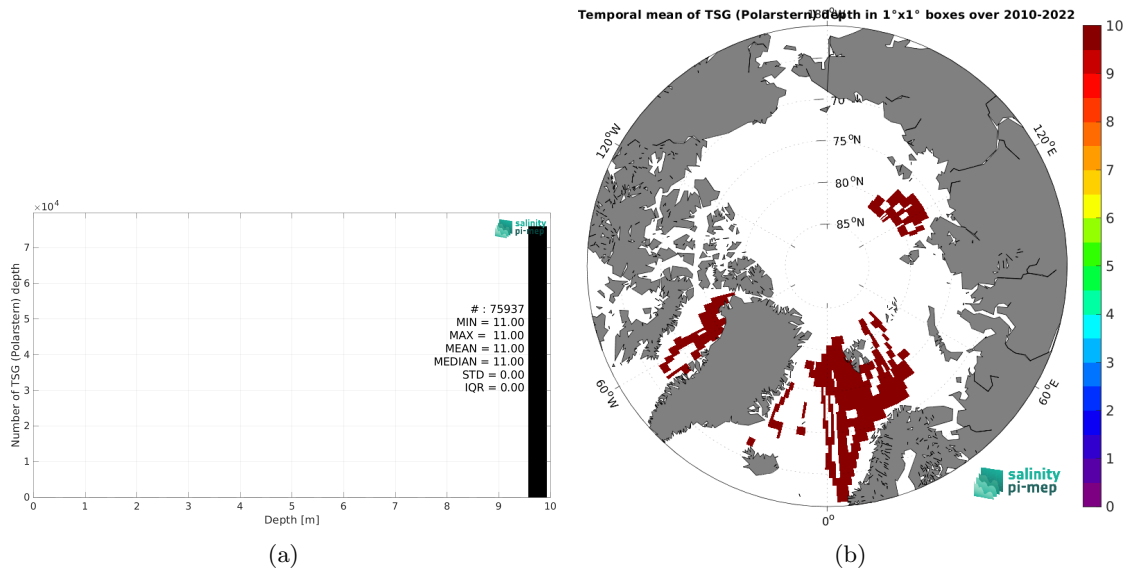 ×10⁴
7
6
5
4
3
2
1
0
Number of TSG (Polarstern) depth
salinity
pi-mep
# : 75937
MIN = 11.00
MAX = 11.00
MEAN = 11.00
MEDIAN = 11.00
STD = 0.00
IQR = 0.00
0 1 2 3 4 5 6 7 8 9 10
Depth [m]
(a)
Temporal mean of TSG (Polarstern) depth in 1°x1° boxes over 2010-2022
180°
70
75°N
80°N
85°N
120°W
120°E
60°W
60°E
0°
salinity
pi-mep
10
9
8
7
6
5
4
3
2
1
0
(b)